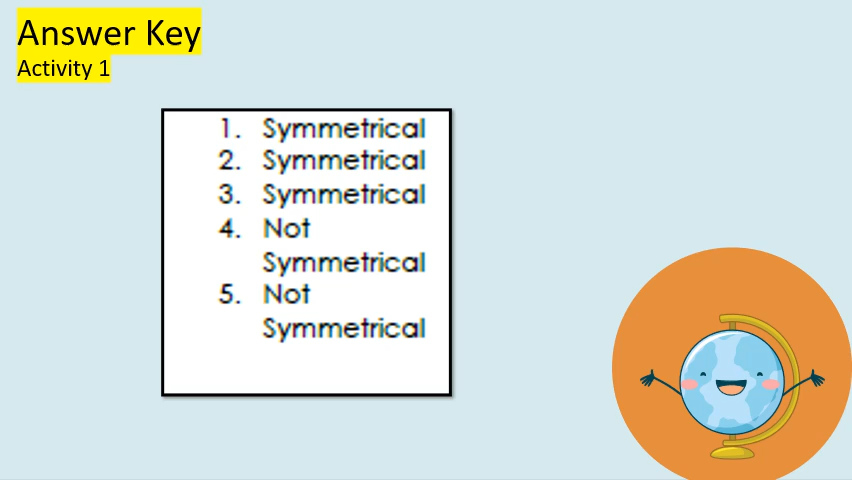 Answer Key
Activity 1
1. Symmetrical
2. Symmetrical
3. Symmetrical
4. Not
Symmetrical
5. Not
Symmetrical